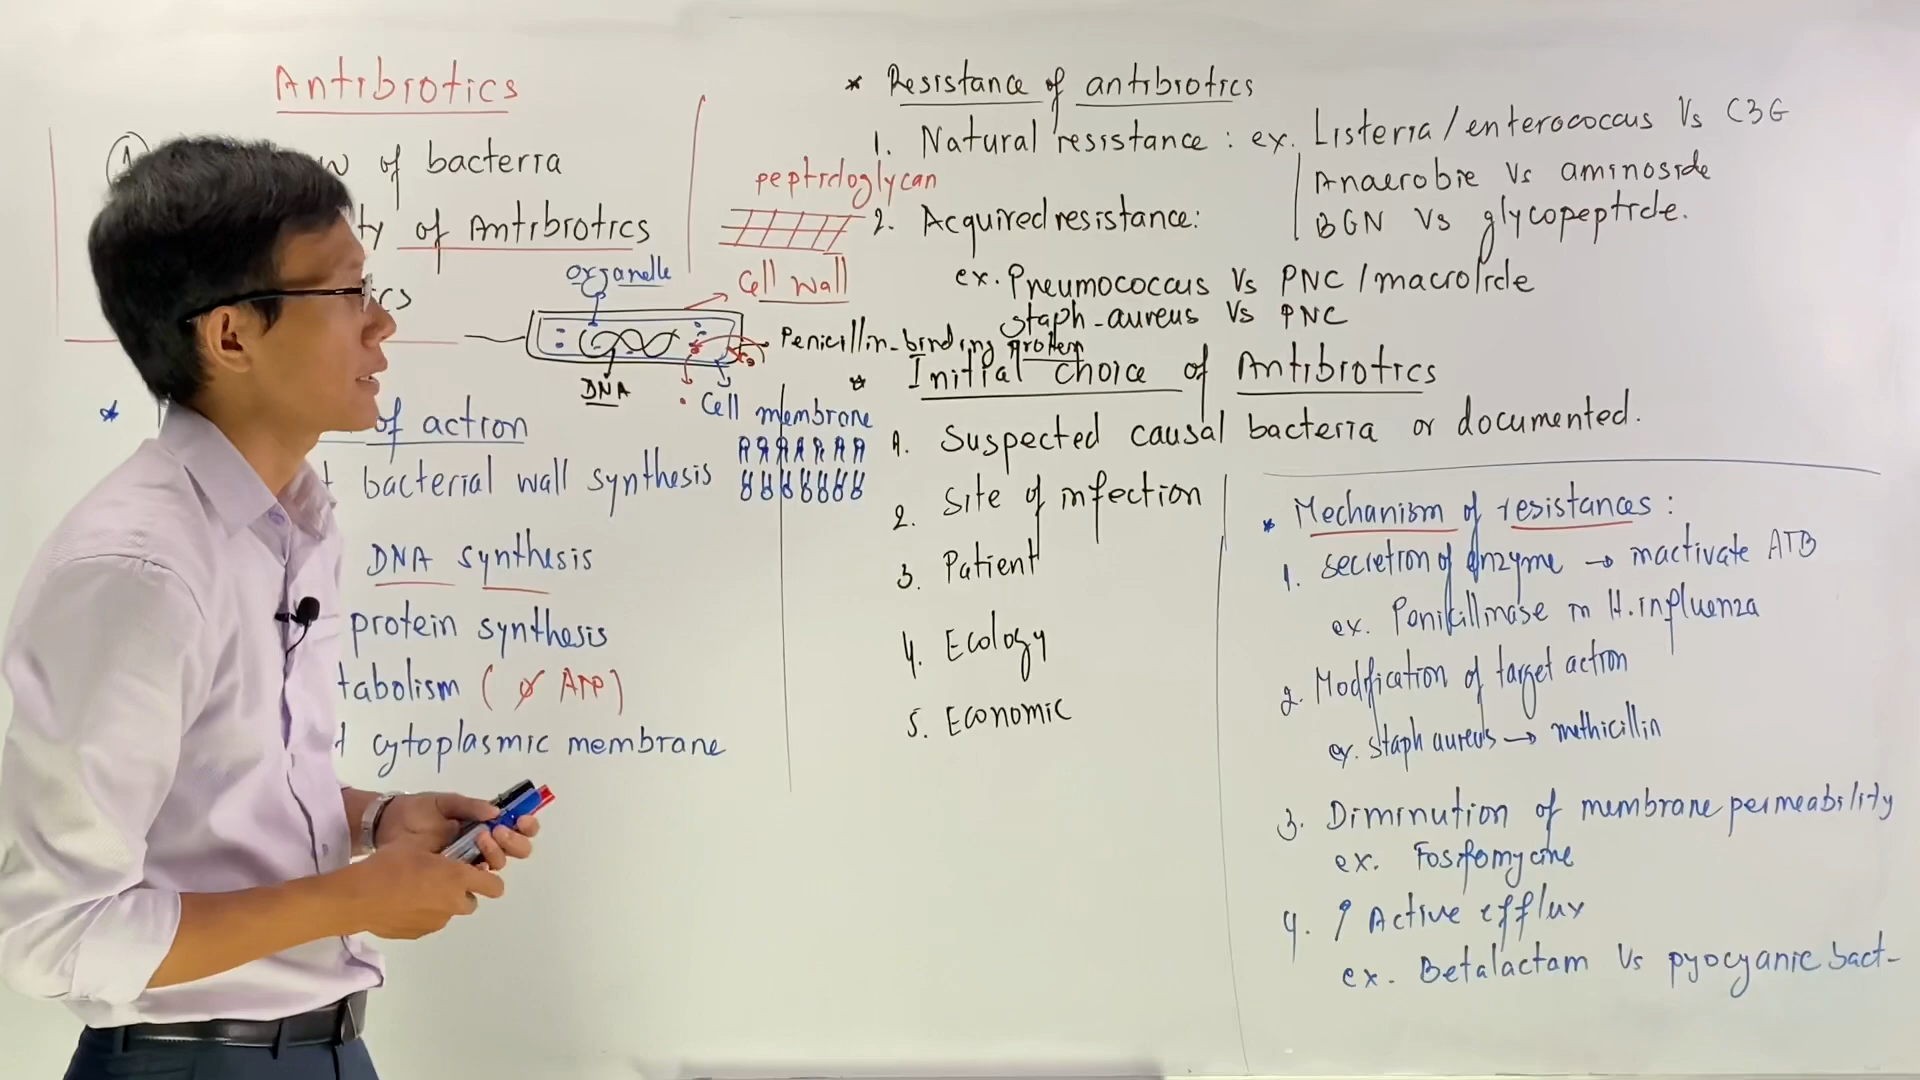 Antibiotics
of bacteria
of Antibiotics
organelle
peptidoglycan
Cell wall
Penicillin-binding protein
DNA
Cell membrane
* of action
bacterial wall synthesis
DNA synthesis
protein synthesis
tabolism ( ATP)
cytoplasmic membrane
* Resistance of antibiotics
1. Natural resistance : ex. Listeria/enterococcus Vs C3G
Anaerobie Vs aminoside
BGN Vs glycopeptide.
2. Acquired resistance:
ex. Pneumococcus Vs PNC / macrolide
Staph-aureus Vs PNC
* Initial choice of Antibiotics
1. Suspected causal bacteria or documented.
2. Site of infection
3. Patient
4. Ecology
5. Economic
* Mechanism of resistances :
1. Secretion of enzyme → inactivate ATB
ex. Penikillinase in H.influenza
2. Modification of target action
ex. Staph aureus → methicillin
3. Diminution of membrane permeability
ex. Fosfomycine
4. ↑ Active efflux
ex. Betalactam Vs pyocyanic bact-